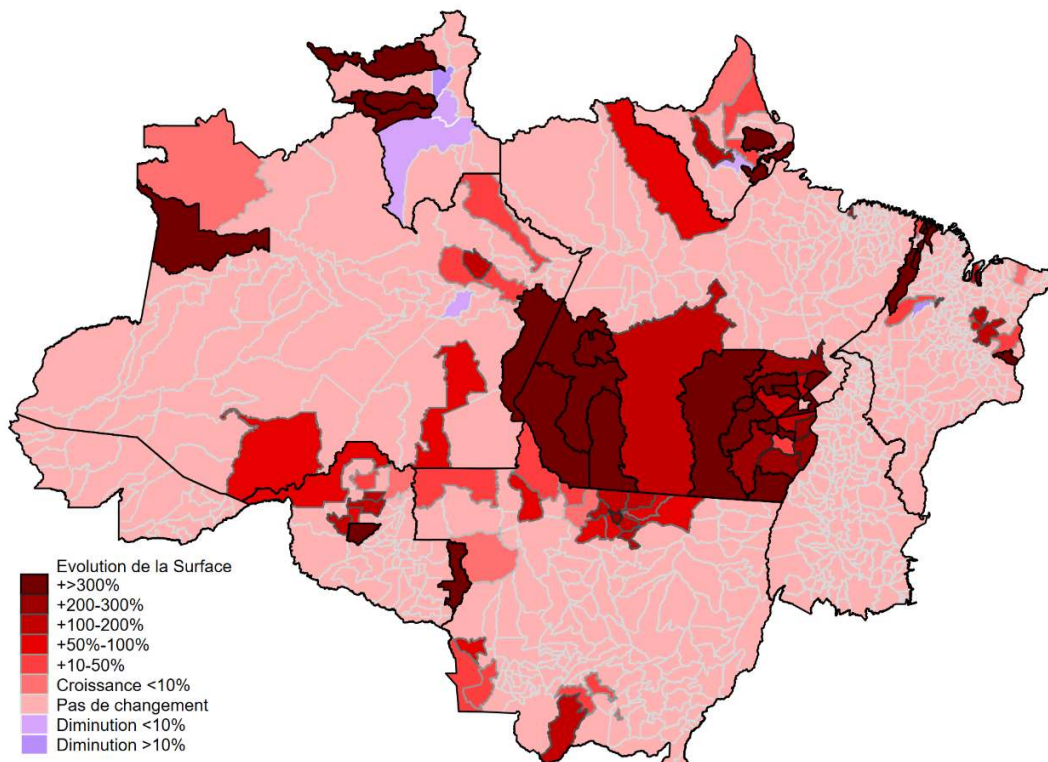 Evolution de la Surface
+>300%
+200-300%
+100-200%
+50%-100%
+10-50%
Croissance <10%
Pas de changement
Diminution <10%
Diminution >10%